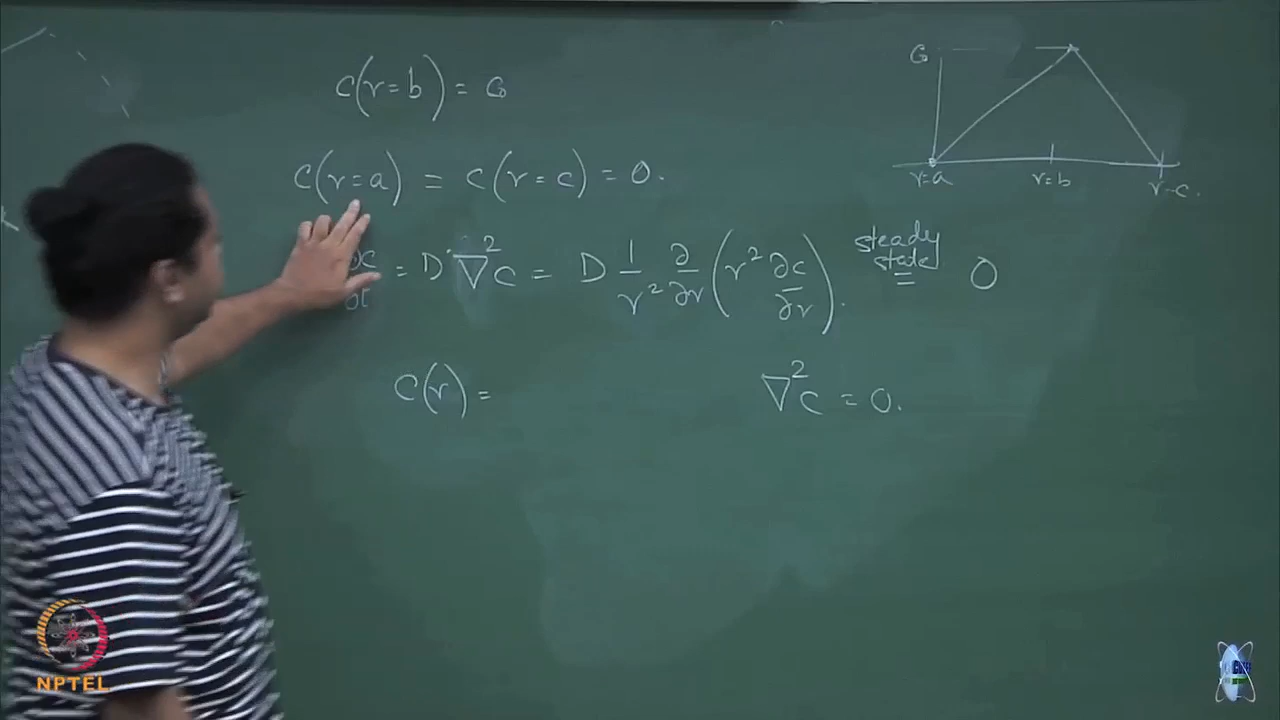 C(r=b) = C₀
C(r=a) = C(r=c) = 0.
∂C/∂t = D ∇²C = D 1/r² ∂/∂r (r² ∂C/∂r). steady state = 0
C(r) =
∇²C = 0.
C₀
r=a r=b r=c.
NPTEL